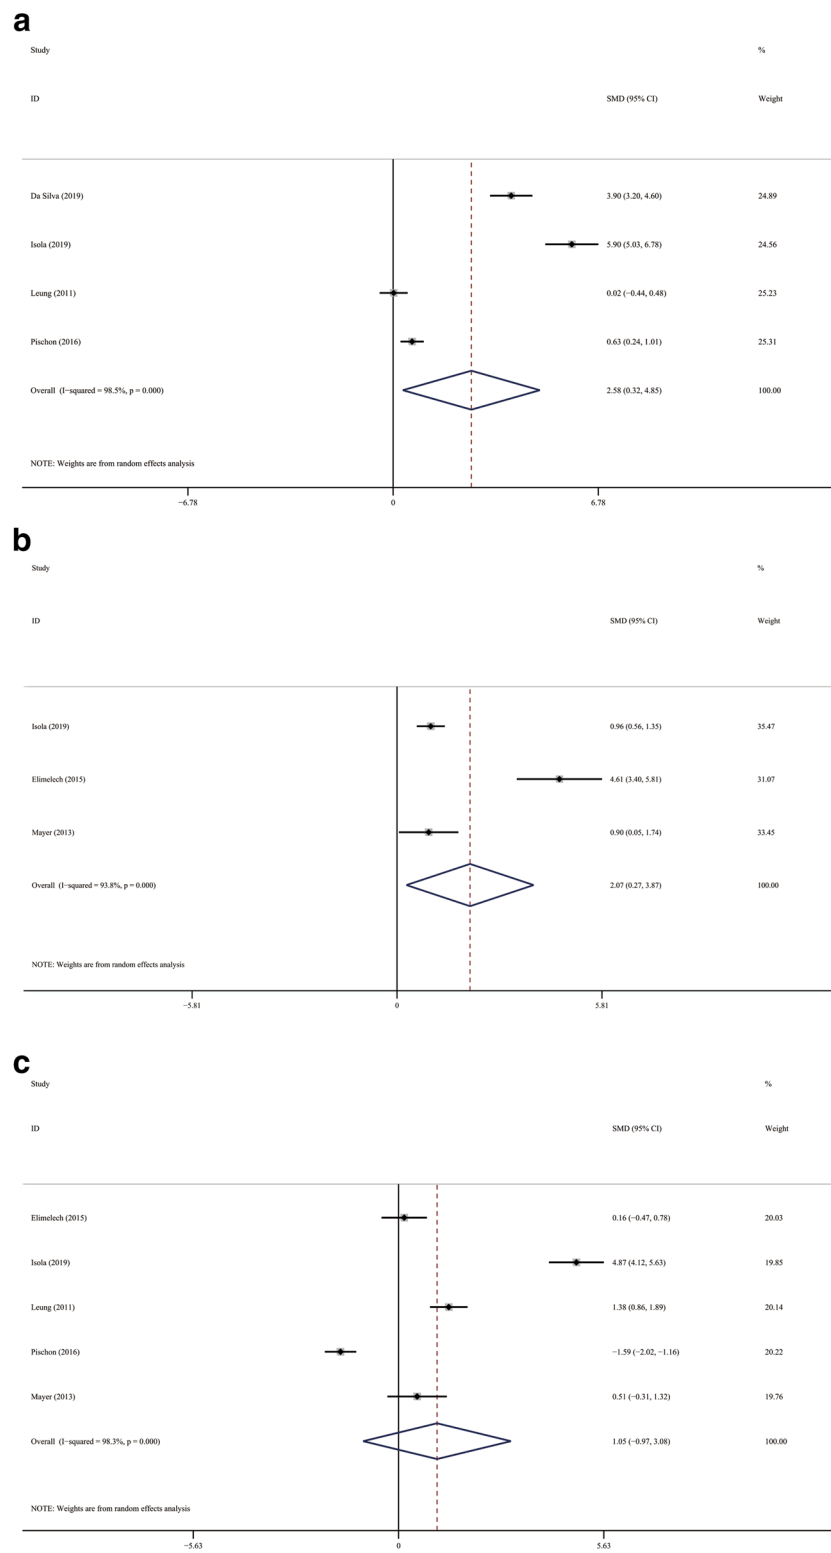 a
Study %
ID SMD (95% CI) Weight
Da Silva (2019) 3.90 (3.20, 4.60) 24.89
Isola (2019) 5.90 (5.03, 6.78) 24.56
Leung (2011) 0.02 (−0.44, 0.48) 25.23
Pischon (2016) 0.63 (0.24, 1.01) 25.31
Overall (I−squared = 98.5%, p = 0.000) 2.58 (0.32, 4.85) 100.00
NOTE: Weights are from random effects analysis
−6.78 0 6.78
b
Study %
ID SMD (95% CI) Weight
Isola (2019) 0.96 (0.56, 1.35) 35.47
Elimelech (2015) 4.61 (3.40, 5.81) 31.07
Mayer (2013) 0.90 (0.05, 1.74) 33.45
Overall (I−squared = 93.8%, p = 0.000) 2.07 (0.27, 3.87) 100.00
NOTE: Weights are from random effects analysis
−5.81 0 5.81
c
Study %
ID SMD (95% CI) Weight
Elimelech (2015) 0.16 (−0.47, 0.78) 20.03
Isola (2019) 4.87 (4.12, 5.63) 19.85
Leung (2011) 1.38 (0.86, 1.89) 20.14
Pischon (2016) −1.59 (−2.02, −1.16) 20.22
Mayer (2013) 0.51 (−0.31, 1.32) 19.76
Overall (I−squared = 98.3%, p = 0.000) 1.05 (−0.97, 3.08) 100.00
NOTE: Weights are from random effects analysis
−5.63 0 5.63